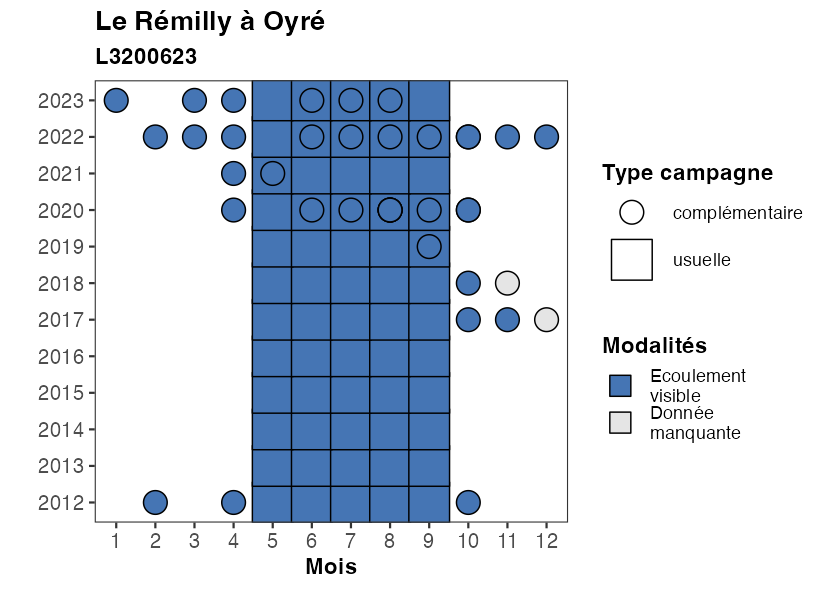 Le Rémilly à Oyré
L3200623
2023
2022
2021
2020
2019
2018
2017
2016
2015
2014
2013
2012
1 2 3 4 5 6 7 8 9 10 11 12
Mois
Type campagne
complémentaire
usuelle
Modalités
Ecoulement
visible
Donnée
manquante